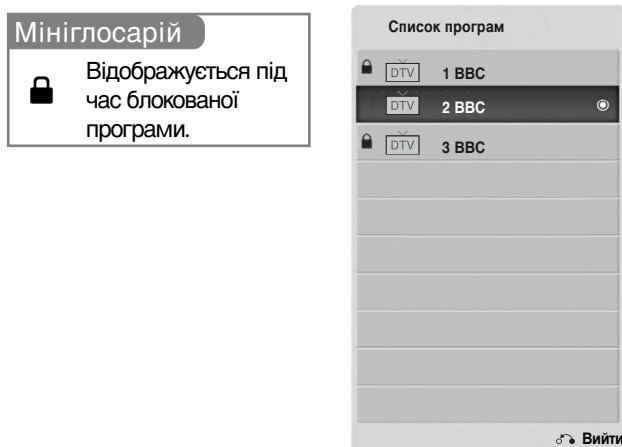 Мініглосарій
Відображується під
час блокованої
програми.
Список програм
DTV 1 BBC
DTV 2 BBC
DTV 3 BBC
Вийти